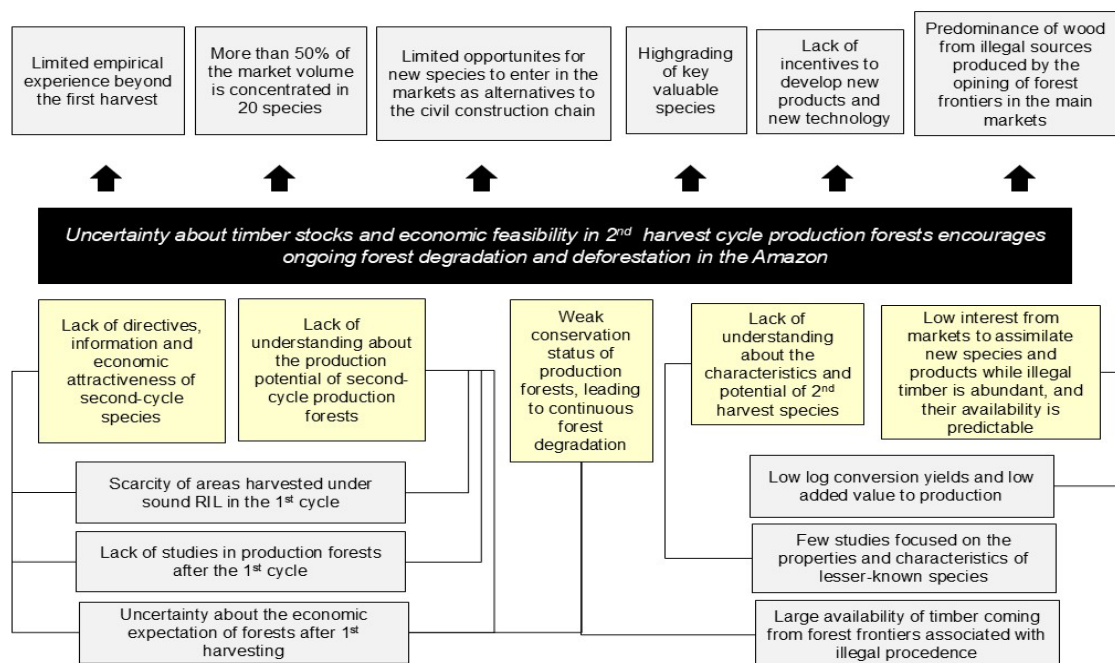 Limited empirical
experience beyond
the first harvest
More than 50% of
the market volume
is concentrated in
20 species
Limited opportunites for
new species to enter in the
markets as alternatives to
the civil construction chain
Highgrading of
key valuable
species
Lack of
incentives to
develop new
products and
new technology
Predominance of wood
from illegal sources
produced by the
opining of forest
frontiers in the main
markets
Uncertainty about timber stocks and economic feasibility in 2nd harvest cycle production forests encourages
ongoing forest degradation and deforestation in the Amazon
Lack of directives,
information and
economic
attractiveness of
second-cycle
species
Lack of
understanding about
the production
potential of second-
cycle production
forests
Weak
conservation
status of
production
forests, leading
to continuous
forest
degradation
Lack of
understanding
about the
characteristics and
potential of 2nd
harvest species
Low interest from
markets to assimilate
new species and
products while illegal
timber is abundant, and
their availability is
predictable
Scarcity of areas harvested under
sound RIL in the 1st cycle
Lack of studies in production forests
after the 1st cycle
Uncertainty about the economic
expectation of forests after 1st
harvesting
Low log conversion yields and low
added value to production
Few studies focused on the
properties and characteristics of
lesser-known species
Large availability of timber coming
from forest frontiers associated with
illegal procedence